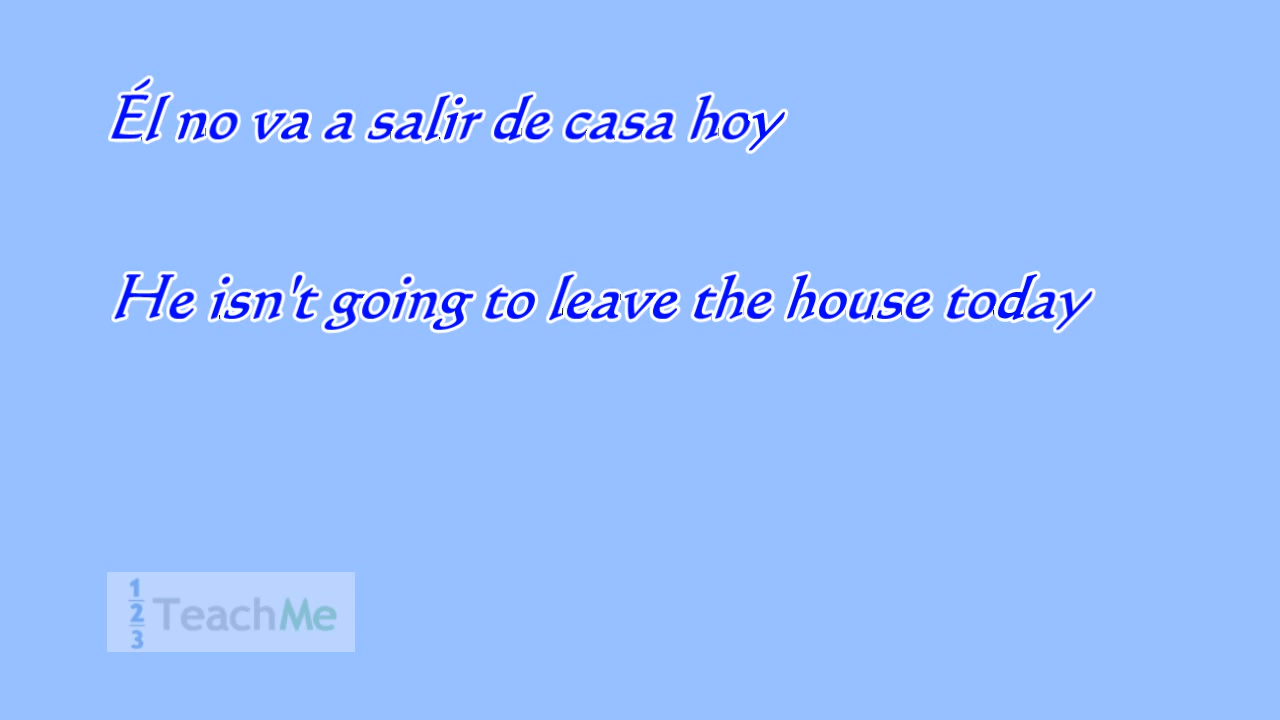 Él no va a salir de casa hoy
He isn't going to leave the house today
1
2
3
TeachMe